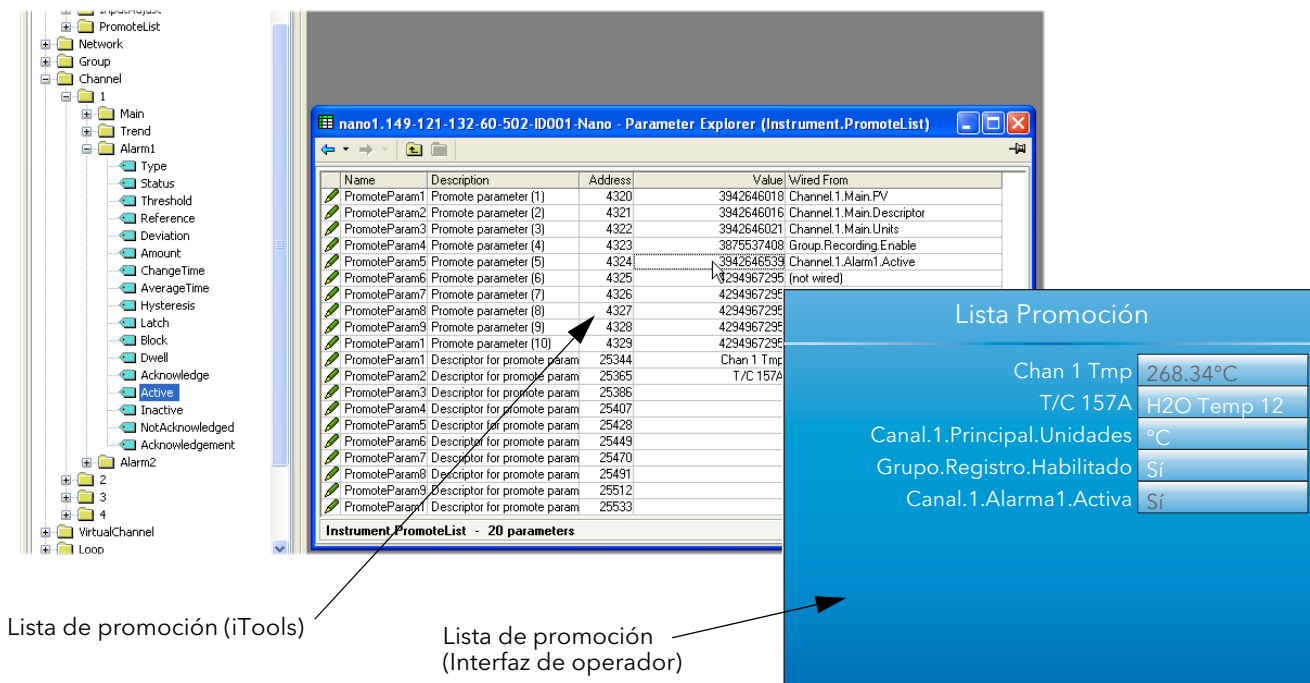 InputAdjust
PromoteList
Network
Group
Channel
1
Main
Trend
Alarm1
Type
Status
Threshold
Reference
Deviation
Amount
ChangeTime
AverageTime
Hysteresis
Latch
Block
Dwell
Acknowledge
Active
Inactive
NotAcknowledged
Acknowledgement
Alarm2
2
3
4
VirtualChannel
Loop
nano1.149-121-132-60-502-ID001-Nano - Parameter Explorer (Instrument.PromoteList)
Name Description Address Value Wired From
PromoteParam1 Promote parameter (1) 4320 3942646018 Channel.1.Main.PV
PromoteParam2 Promote parameter (2) 4321 3942646016 Channel.1.Main.Descriptor
PromoteParam3 Promote parameter (3) 4322 3942646021 Channel.1.Main.Units
PromoteParam4 Promote parameter (4) 4323 3875537408 Group.Recording.Enable
PromoteParam5 Promote parameter (5) 4324 3942646539 Channel.1.Alarm1.Active
PromoteParam6 Promote parameter (6) 4325 4294967295 (not wired)
PromoteParam7 Promote parameter (7) 4326 4294967295
PromoteParam8 Promote parameter (8) 4327 4294967295
PromoteParam9 Promote parameter (9) 4328 4294967295
PromoteParam1 Promote parameter (10) 4329 4294967295
PromoteParam1 Descriptor for promote param 25344 Chan 1 Tmp
PromoteParam2 Descriptor for promote param 25365 T/C 157A
PromoteParam3 Descriptor for promote param 25386
PromoteParam4 Descriptor for promote param 25407
PromoteParam5 Descriptor for promote param 25428
PromoteParam6 Descriptor for promote param 25449
PromoteParam7 Descriptor for promote param 25470
PromoteParam8 Descriptor for promote param 25491
PromoteParam9 Descriptor for promote param 25512
PromoteParam1 Descriptor for promote param 25533
Instrument.PromoteList - 20 parameters
Lista Promoción
Chan 1 Tmp 268.34°C
T/C 157A H2O Temp 12
Canal.1.Principal.Unidades °C
Grupo.Registro.Habilitado Sí
Canal.1.Alarma1.Activa Sí
Lista de promoción (iTools)
Lista de promoción
(Interfaz de operador)